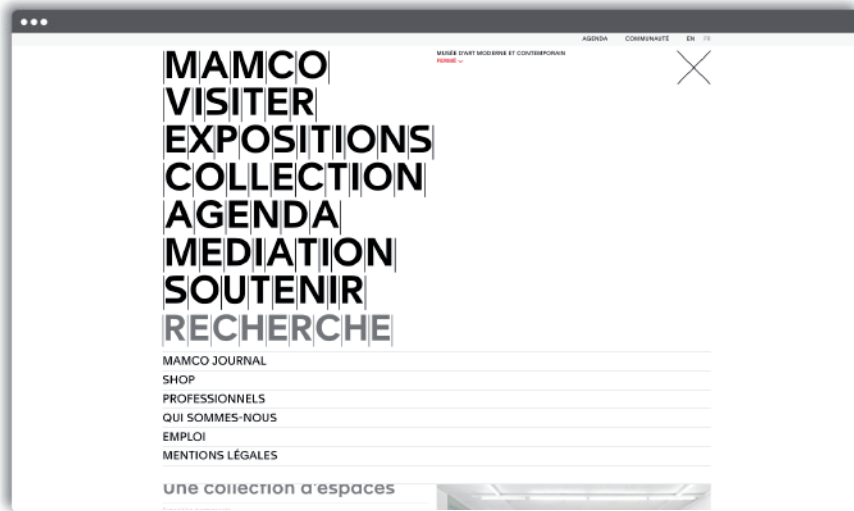 AGENDA COMMUNAUTÉ EN FR
MAMCO
MUSÉE D'ART MODERNE ET CONTEMPORAIN
FERMÉ
VISITER
EXPOSITIONS
COLLECTION
AGENDA
MEDIATION
SOUTENIR
RECHERCHE
MAMCO JOURNAL
SHOP
PROFESSIONNELS
QUI SOMMES-NOUS
EMPLOI
MENTIONS LÉGALES
Une collection d'espaces